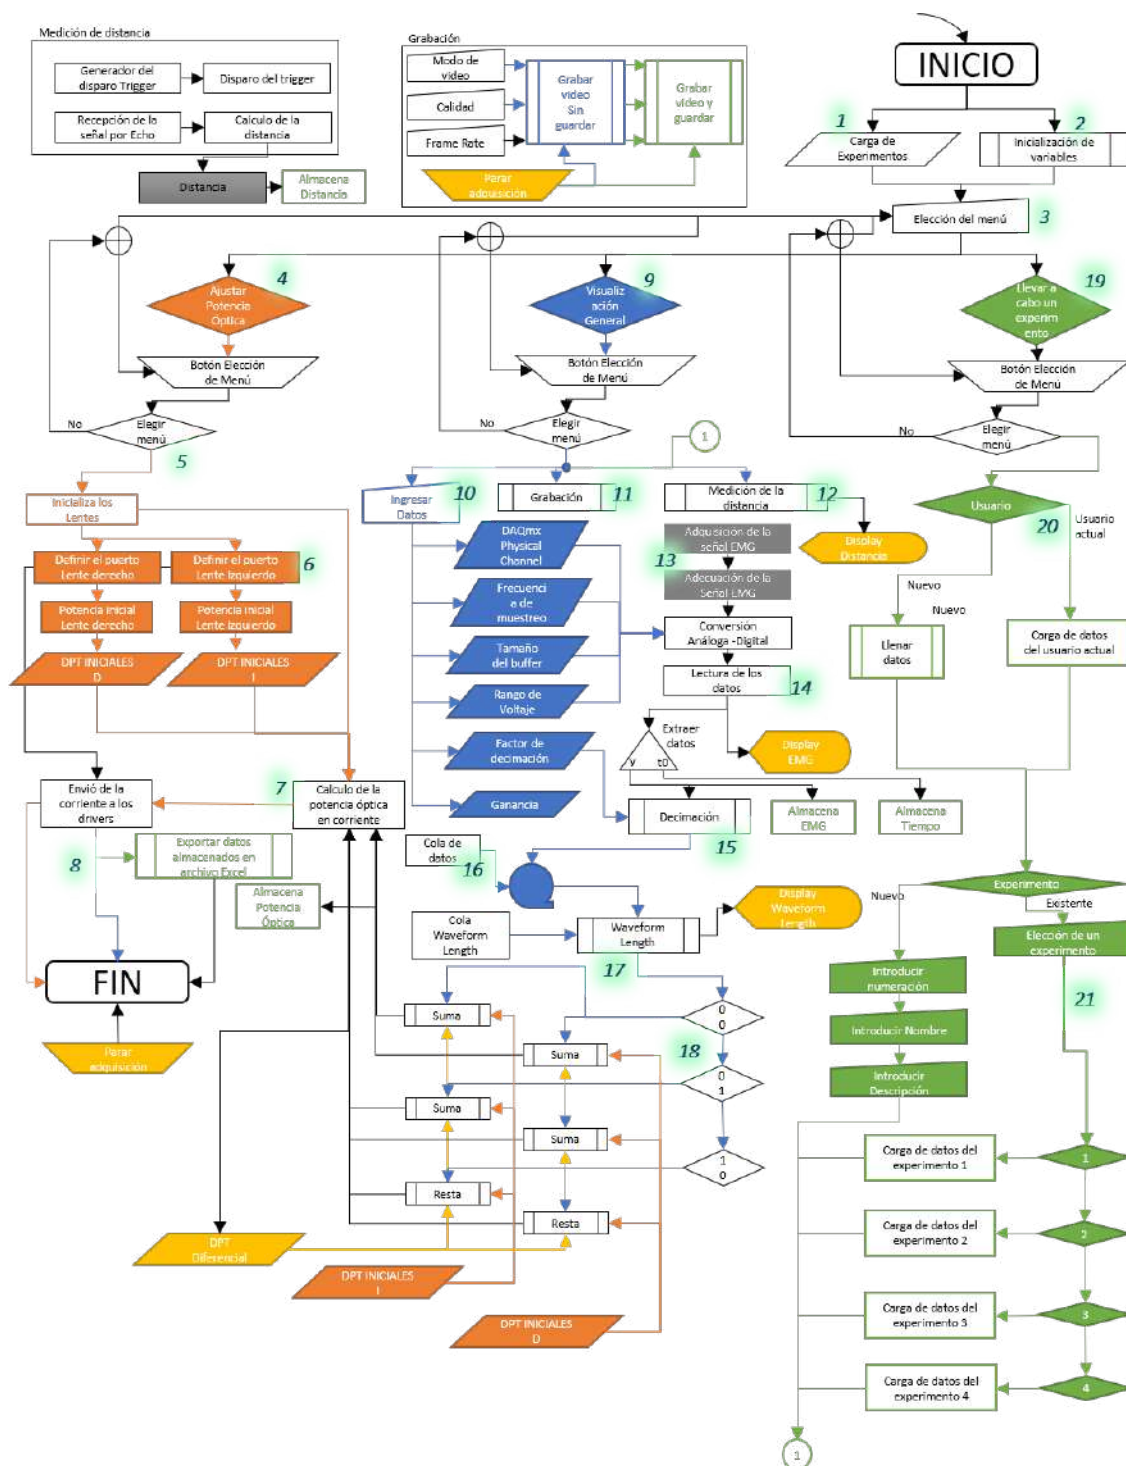 Medición de distancia
Generador del
disparo Trigger
Disparo del trigger
Recepción de la
señal por Echo
Calculo de la
distancia
Distancia
Almacena
Distancia
Grabación
Modo de
video
Calidad
Frame Rate
Grabar
video
Sin
guardar
Grabar
video y
guardar
Parar
adquisición
INICIO
1
Carga de
Experimentos
2
Inicialización de
variables
Elección del menú
3
4
Ajustar
Potencia
Óptica
Botón Elección
de Menú
No
Elegir
menú
5
9
Visualiz
ación
General
Botón Elección
de Menú
No
Elegir
menú
1
19
Llevar a
cabo un
experim
ento
Botón Elección
de Menú
No
Elegir
menú
Inicializa los
Lentes
Definir el puerto
Lente derecho
Definir el puerto
Lente Izquierdo
6
Potencia inicial
Lente derecho
Potencia inicial
Lente Izquierdo
DPT INICIALES
D
DPT INICIALES
I
Envió de la
corriente a los
drivers
7
Calculo de la
potencia óptica
en corriente
8
Exportar datos
almacenados en
archivo Excel
Almacena
Potencia
Óptica
FIN
Parar
adquisición
Ingresar
Datos
10
Grabación
11
Medición de la
distancia
12
Display
Distancia
DAQmx
Physical
Channel
Frecuenci
a de
muestreo
Tamaño
del buffer
Rango de
Voltaje
Factor de
decimación
Ganancia
13
Adquisición de la
señal EMG
Adecuación de la
Señal EMG
Conversión
Análoga -Digital
Lectura de los
datos
14
Extraer
datos
y t0
Display
EMG
Decimación
15
Almacena
EMG
Almacena
Tiempo
Cola de
datos
16
Cola
Waveform
Length
Waveform
Length
17
Display
Waveform
Length
0
0
18
0
1
1
0
Suma
Suma
Suma
Suma
Resta
Resta
DPT
Diferencial
DPT INICIALES
I
DPT INICIALES
D
Usuario
20
Usuario
actual
Nuevo
Nuevo
Llenar
datos
Carga de datos
del usuario actual
Experimento
Nuevo
Existente
Elección de un
experimento
Introducir
numeración
Introducir Nombre
Introducir
Descripción
21
Carga de datos del
experimento 1
1
Carga de datos del
experimento 2
2
Carga de datos del
experimento 3
3
Carga de datos del
experimento 4
4
1